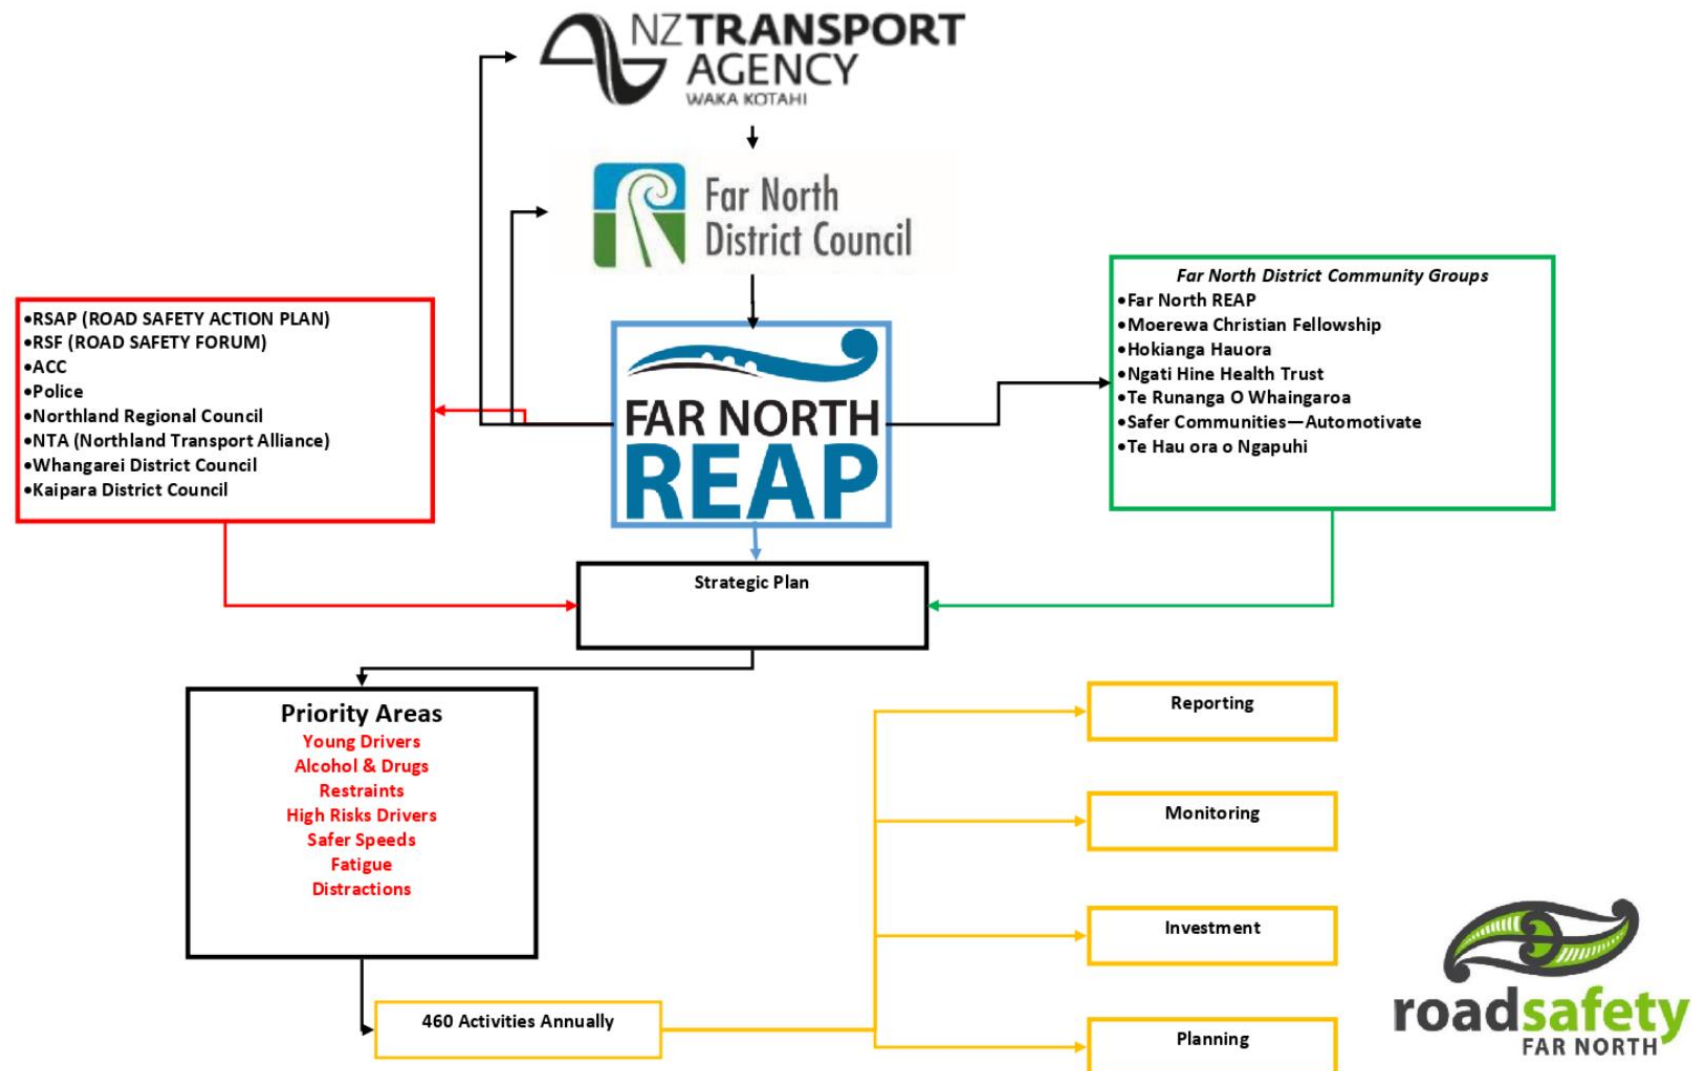 NZTRANSPORT
AGENCY
WAKA KOTAHI
Far North
District Council
•RSAP (ROAD SAFETY ACTION PLAN)
•RSF (ROAD SAFETY FORUM)
•ACC
•Police
•Northland Regional Council
•NTA (Northland Transport Alliance)
•Whangarei District Council
•Kaipara District Council
FAR NORTH
REAP
Far North District Community Groups
•Far North REAP
•Moerewa Christian Fellowship
•Hokianga Hauora
•Ngati Hine Health Trust
•Te Runanga O Whaingaroa
•Safer Communities—Automotivate
•Te Hau ora o Ngapuhi
Strategic Plan
Priority Areas
Young Drivers
Alcohol & Drugs
Restraints
High Risks Drivers
Safer Speeds
Fatigue
Distractions
460 Activities Annually
Reporting
Monitoring
Investment
Planning
roadsafety
FAR NORTH